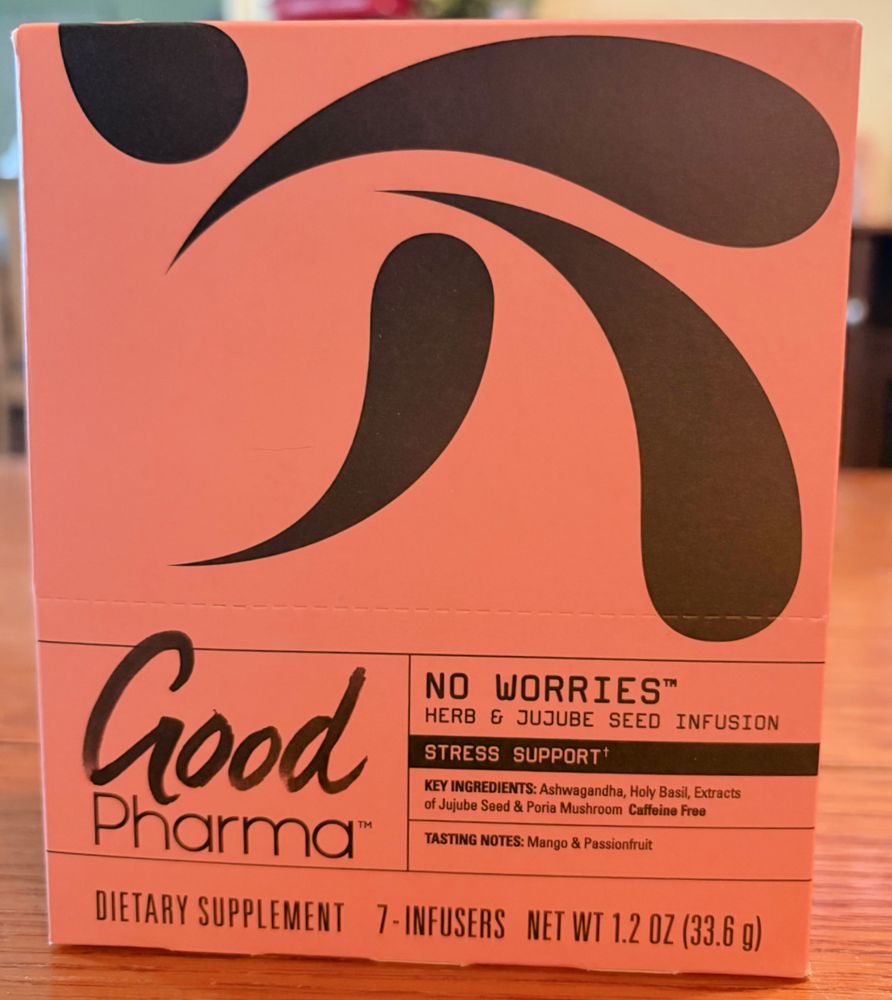 Good
Pharma™
NO WORRIES™
HERB & JUJUBE SEED INFUSION
STRESS SUPPORT†
KEY INGREDIENTS: Ashwagandha, Holy Basil, Extracts
of Jujube Seed & Poria Mushroom Caffeine Free
TASTING NOTES: Mango & Passionfruit
DIETARY SUPPLEMENT 7-INFUSERS NET WT 1.2 OZ (33.6 g)